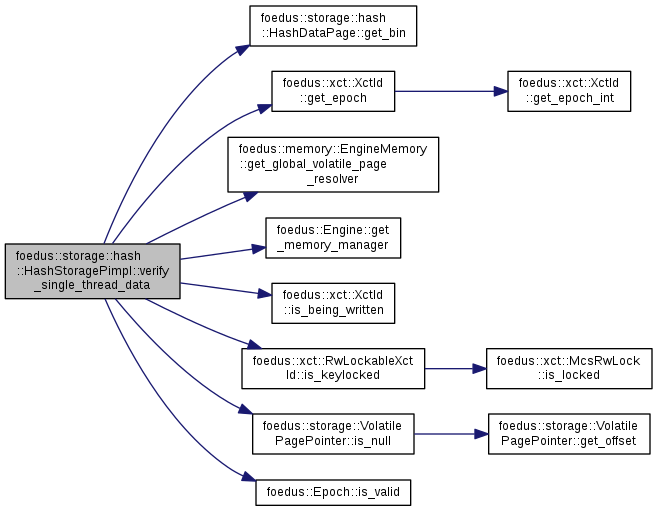 foedus::storage::hash
::HashDataPage::get_bin
foedus::xct::XctId
::get_epoch
foedus::xct::XctId
::get_epoch_int
foedus::memory::EngineMemory
::get_global_volatile_page
_resolver
foedus::Engine::get
_memory_manager
foedus::storage::hash
::HashStoragePimpl::verify
_single_thread_data
foedus::xct::XctId
::is_being_written
foedus::xct::RwLockableXct
Id::is_keylocked
foedus::xct::McsRwLock
::is_locked
foedus::storage::Volatile
PagePointer::is_null
foedus::storage::Volatile
PagePointer::get_offset
foedus::Epoch::is_valid